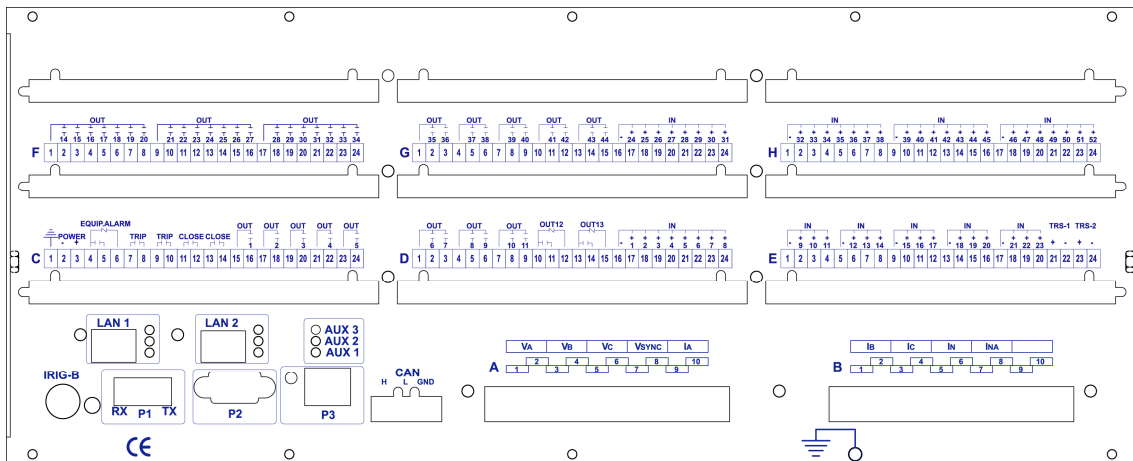 OUT OUT OUT OUT OUT OUT OUT OUT IN IN IN IN
- + + + + + + + + - + + + + + + + - + + + + + + + - + + + + + + +
14 15 16 17 18 19 20 21 22 23 24 25 26 27 28 29 30 31 32 33 34 35 36 37 38 39 40 41 42 43 44 24 25 26 27 28 29 30 31 32 33 34 35 36 37 38 39 40 41 42 43 44 45 46 47 48 49 50 51 52
F 1 2 3 4 5 6 7 8 9 10 11 12 13 14 15 16 17 18 19 20 21 22 23 24 G 1 2 3 4 5 6 7 8 9 10 11 12 13 14 15 16 17 18 19 20 21 22 23 24 H 1 2 3 4 5 6 7 8 9 10 11 12 13 14 15 16 17 18 19 20 21 22 23 24
EQUIP.ALARM OUT OUT OUT OUT OUT OUT OUT OUT OUT12 OUT13 IN IN IN IN IN IN TRS-1 TRS-2
POWER TRIP TRIP CLOSE CLOSE
- + - + + + + + + + + - + + + - + + + - + + + - + + + - + + + + - + -
1 2 3 4 5 6 7 8 9 10 11 1 2 3 4 5 6 7 8 9 10 11 12 13 14 15 16 17 18 19 20 21 22 23
C 1 2 3 4 5 6 7 8 9 10 11 12 13 14 15 16 17 18 19 20 21 22 23 24 D 1 2 3 4 5 6 7 8 9 10 11 12 13 14 15 16 17 18 19 20 21 22 23 24 E 1 2 3 4 5 6 7 8 9 10 11 12 13 14 15 16 17 18 19 20 21 22 23 24
LAN 1 LAN 2
AUX 3
AUX 2
AUX 1
VA VB VC VSYNC IA
2 4 6 8 10
A 1 3 5 7 9
IB IC IN INA
2 4 6 8 10
B 1 3 5 7 9
IRIG-B
CAN
H L GND
RX P1 TX
P2
P3
CE